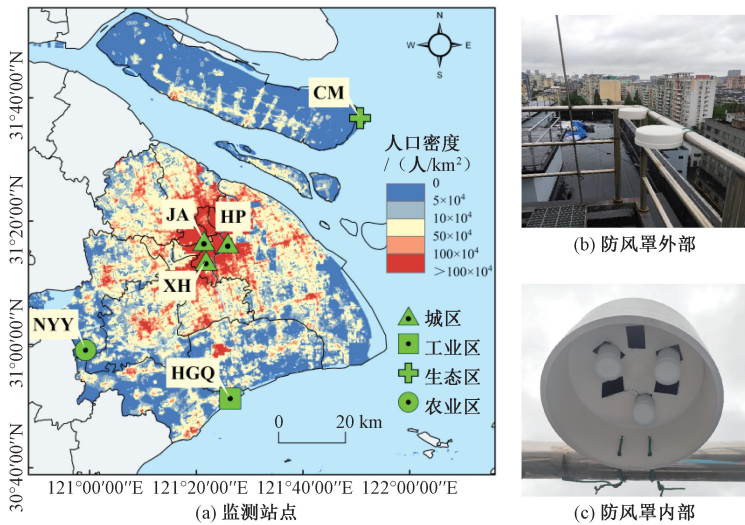 N
W
E
S
31°40′00″N
31°20′00″N
31°00′00″N
30°40′00″N
CM
JA
HP
XH
NYY
HGQ
人口密度
/（人/km²）
0
5×10⁴
10×10⁴
50×10⁴
100×10⁴
＞100×10⁴
城区
工业区
生态区
农业区
0 20 km
121°00′00″E 121°20′00″E 121°40′00″E 122°00′00″E
(a) 监测站点
(b) 防风罩外部
(c) 防风罩内部